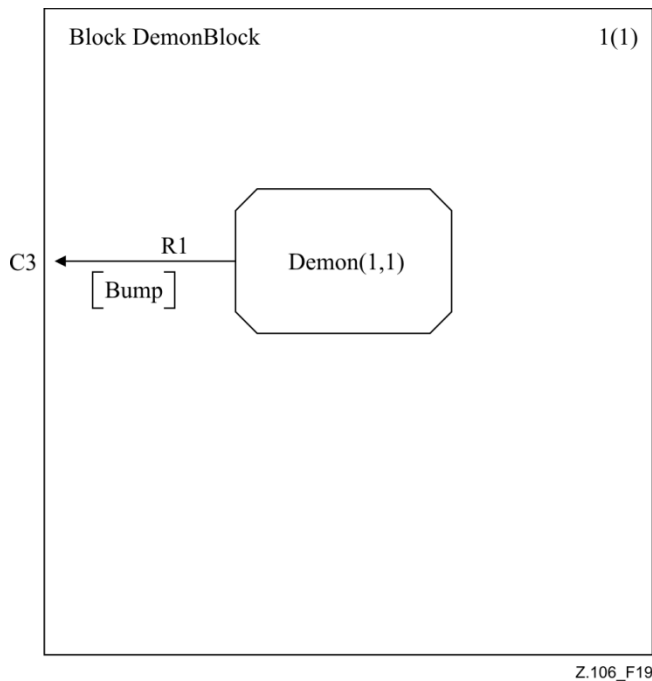 Block DemonBlock 1(1)
R1
C3
Demon(1,1)
[Bump]
Z.106_F19